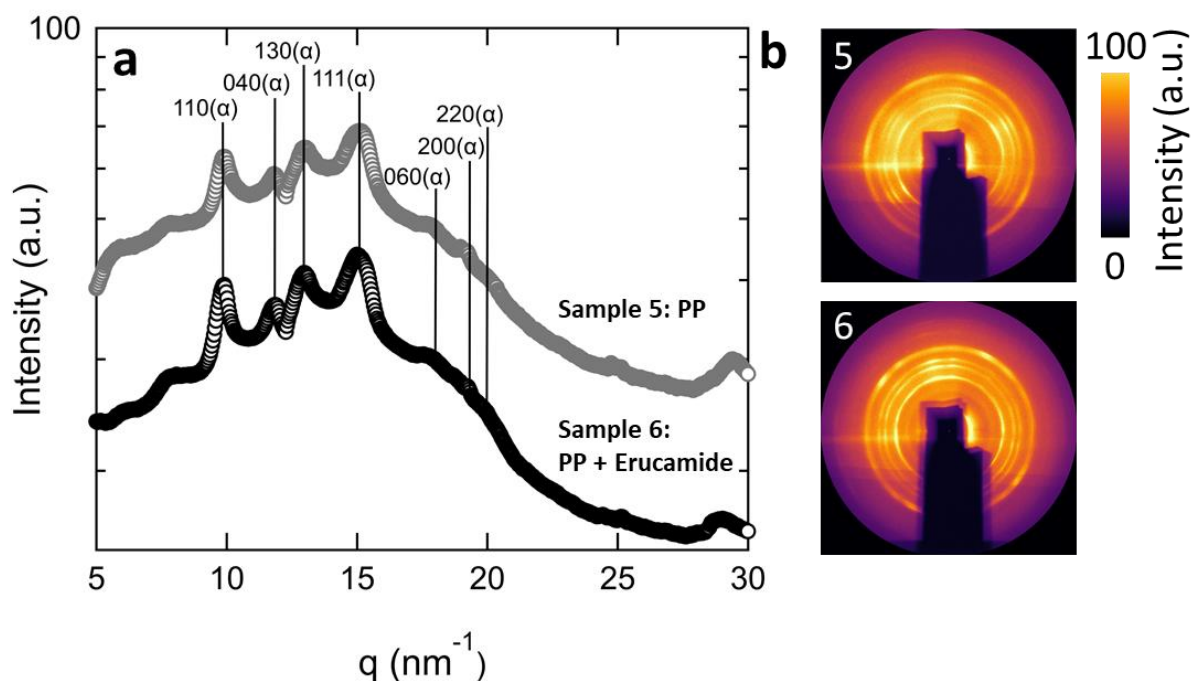 100
a
130(α)
040(α)
111(α)
110(α)
220(α)
200(α)
060(α)
Intensity (a.u.)
Sample 5: PP
Sample 6:
PP + Erucamide
5
10
15
20
25
30
q (nm⁻¹)
b
5
100
0
Intensity (a.u.)
6